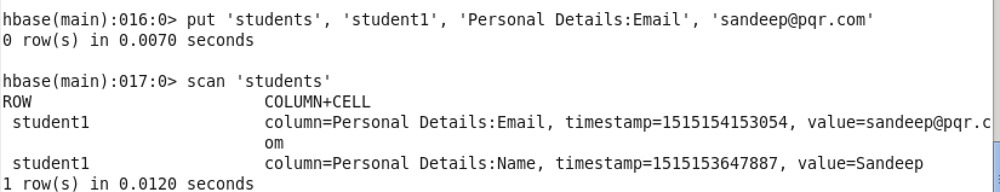 hbase(main):016:0> put 'students', 'student1', 'Personal Details:Email', 'sandeep@pqr.com'
0 row(s) in 0.0070 seconds
hbase(main):017:0> scan 'students'
ROW                        COLUMN+CELL
 student1                  column=Personal Details:Email, timestamp=1515154153054, value=sandeep@pqr.c
                           om
 student1                  column=Personal Details:Name, timestamp=1515153647887, value=Sandeep
1 row(s) in 0.0120 seconds